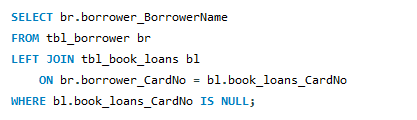 SELECT br.borrower_BorrowerName
FROM tbl_borrower br
LEFT JOIN tbl_book_loans bl
    ON br.borrower_CardNo = bl.book_loans_CardNo
WHERE bl.book_loans_CardNo IS NULL;